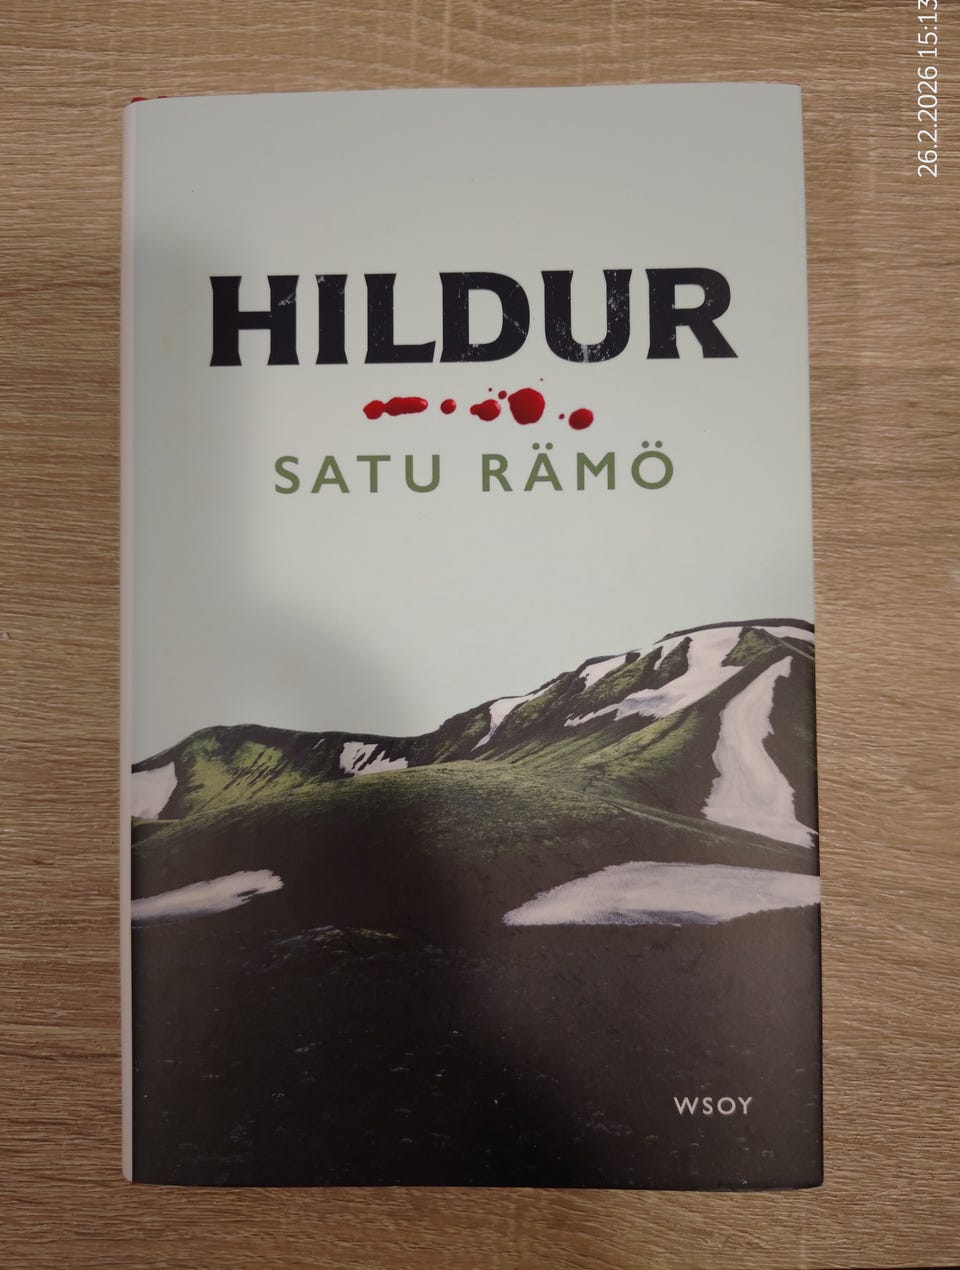 HILDUR
SATU RÄMÖ
WSOY
26.2.2026 15:13